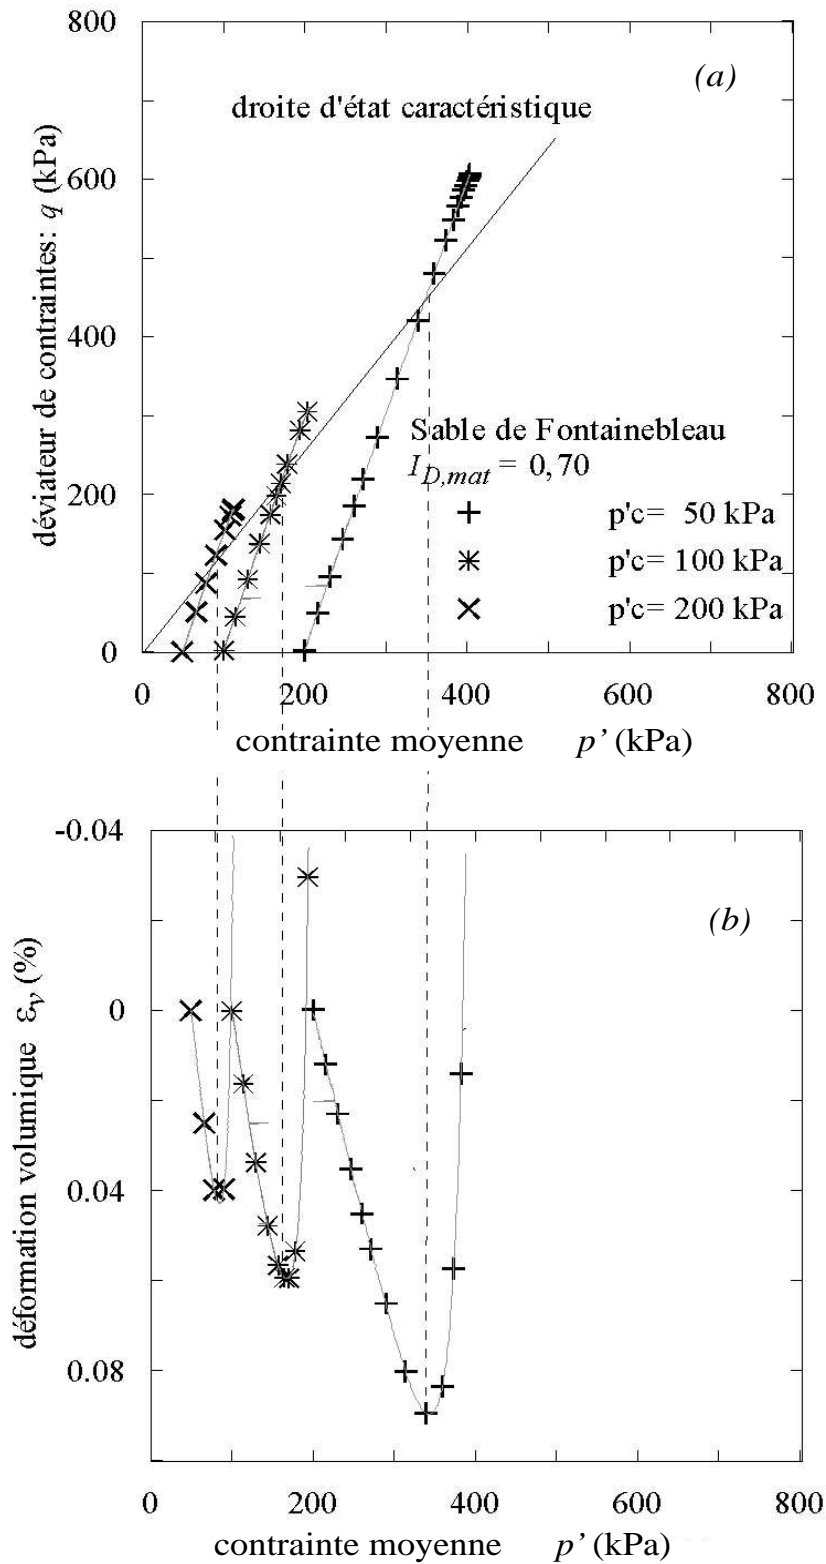 800
600
400
200
0
déviateur de contraintes: q (kPa)
(a)
droite d'état caractéristique
Sable de Fontainebleau
I_D,mat = 0,70
p'c= 50 kPa
p'c= 100 kPa
p'c= 200 kPa
0 200 400 600 800
contrainte moyenne p' (kPa)
-0.04
0
0.04
0.08
déformation volumique ε_v (%)
(b)
0 200 400 600 800
contrainte moyenne p' (kPa)